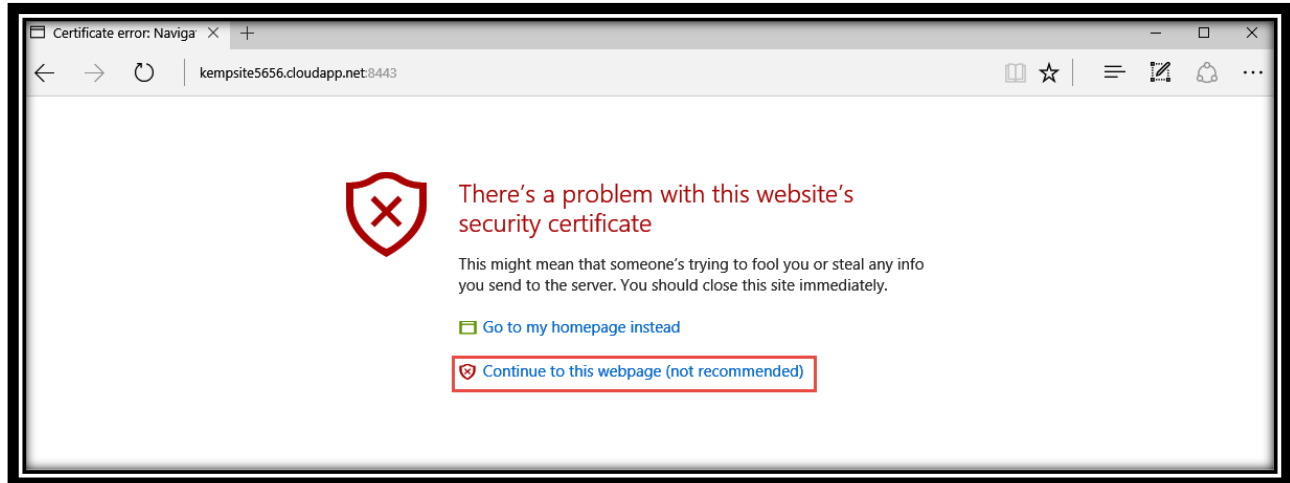 Certificate error: Naviga
kempsite5656.cloudapp.net:8443
There's a problem with this website's
security certificate
This might mean that someone's trying to fool you or steal any info
you send to the server. You should close this site immediately.
Go to my homepage instead
Continue to this webpage (not recommended)